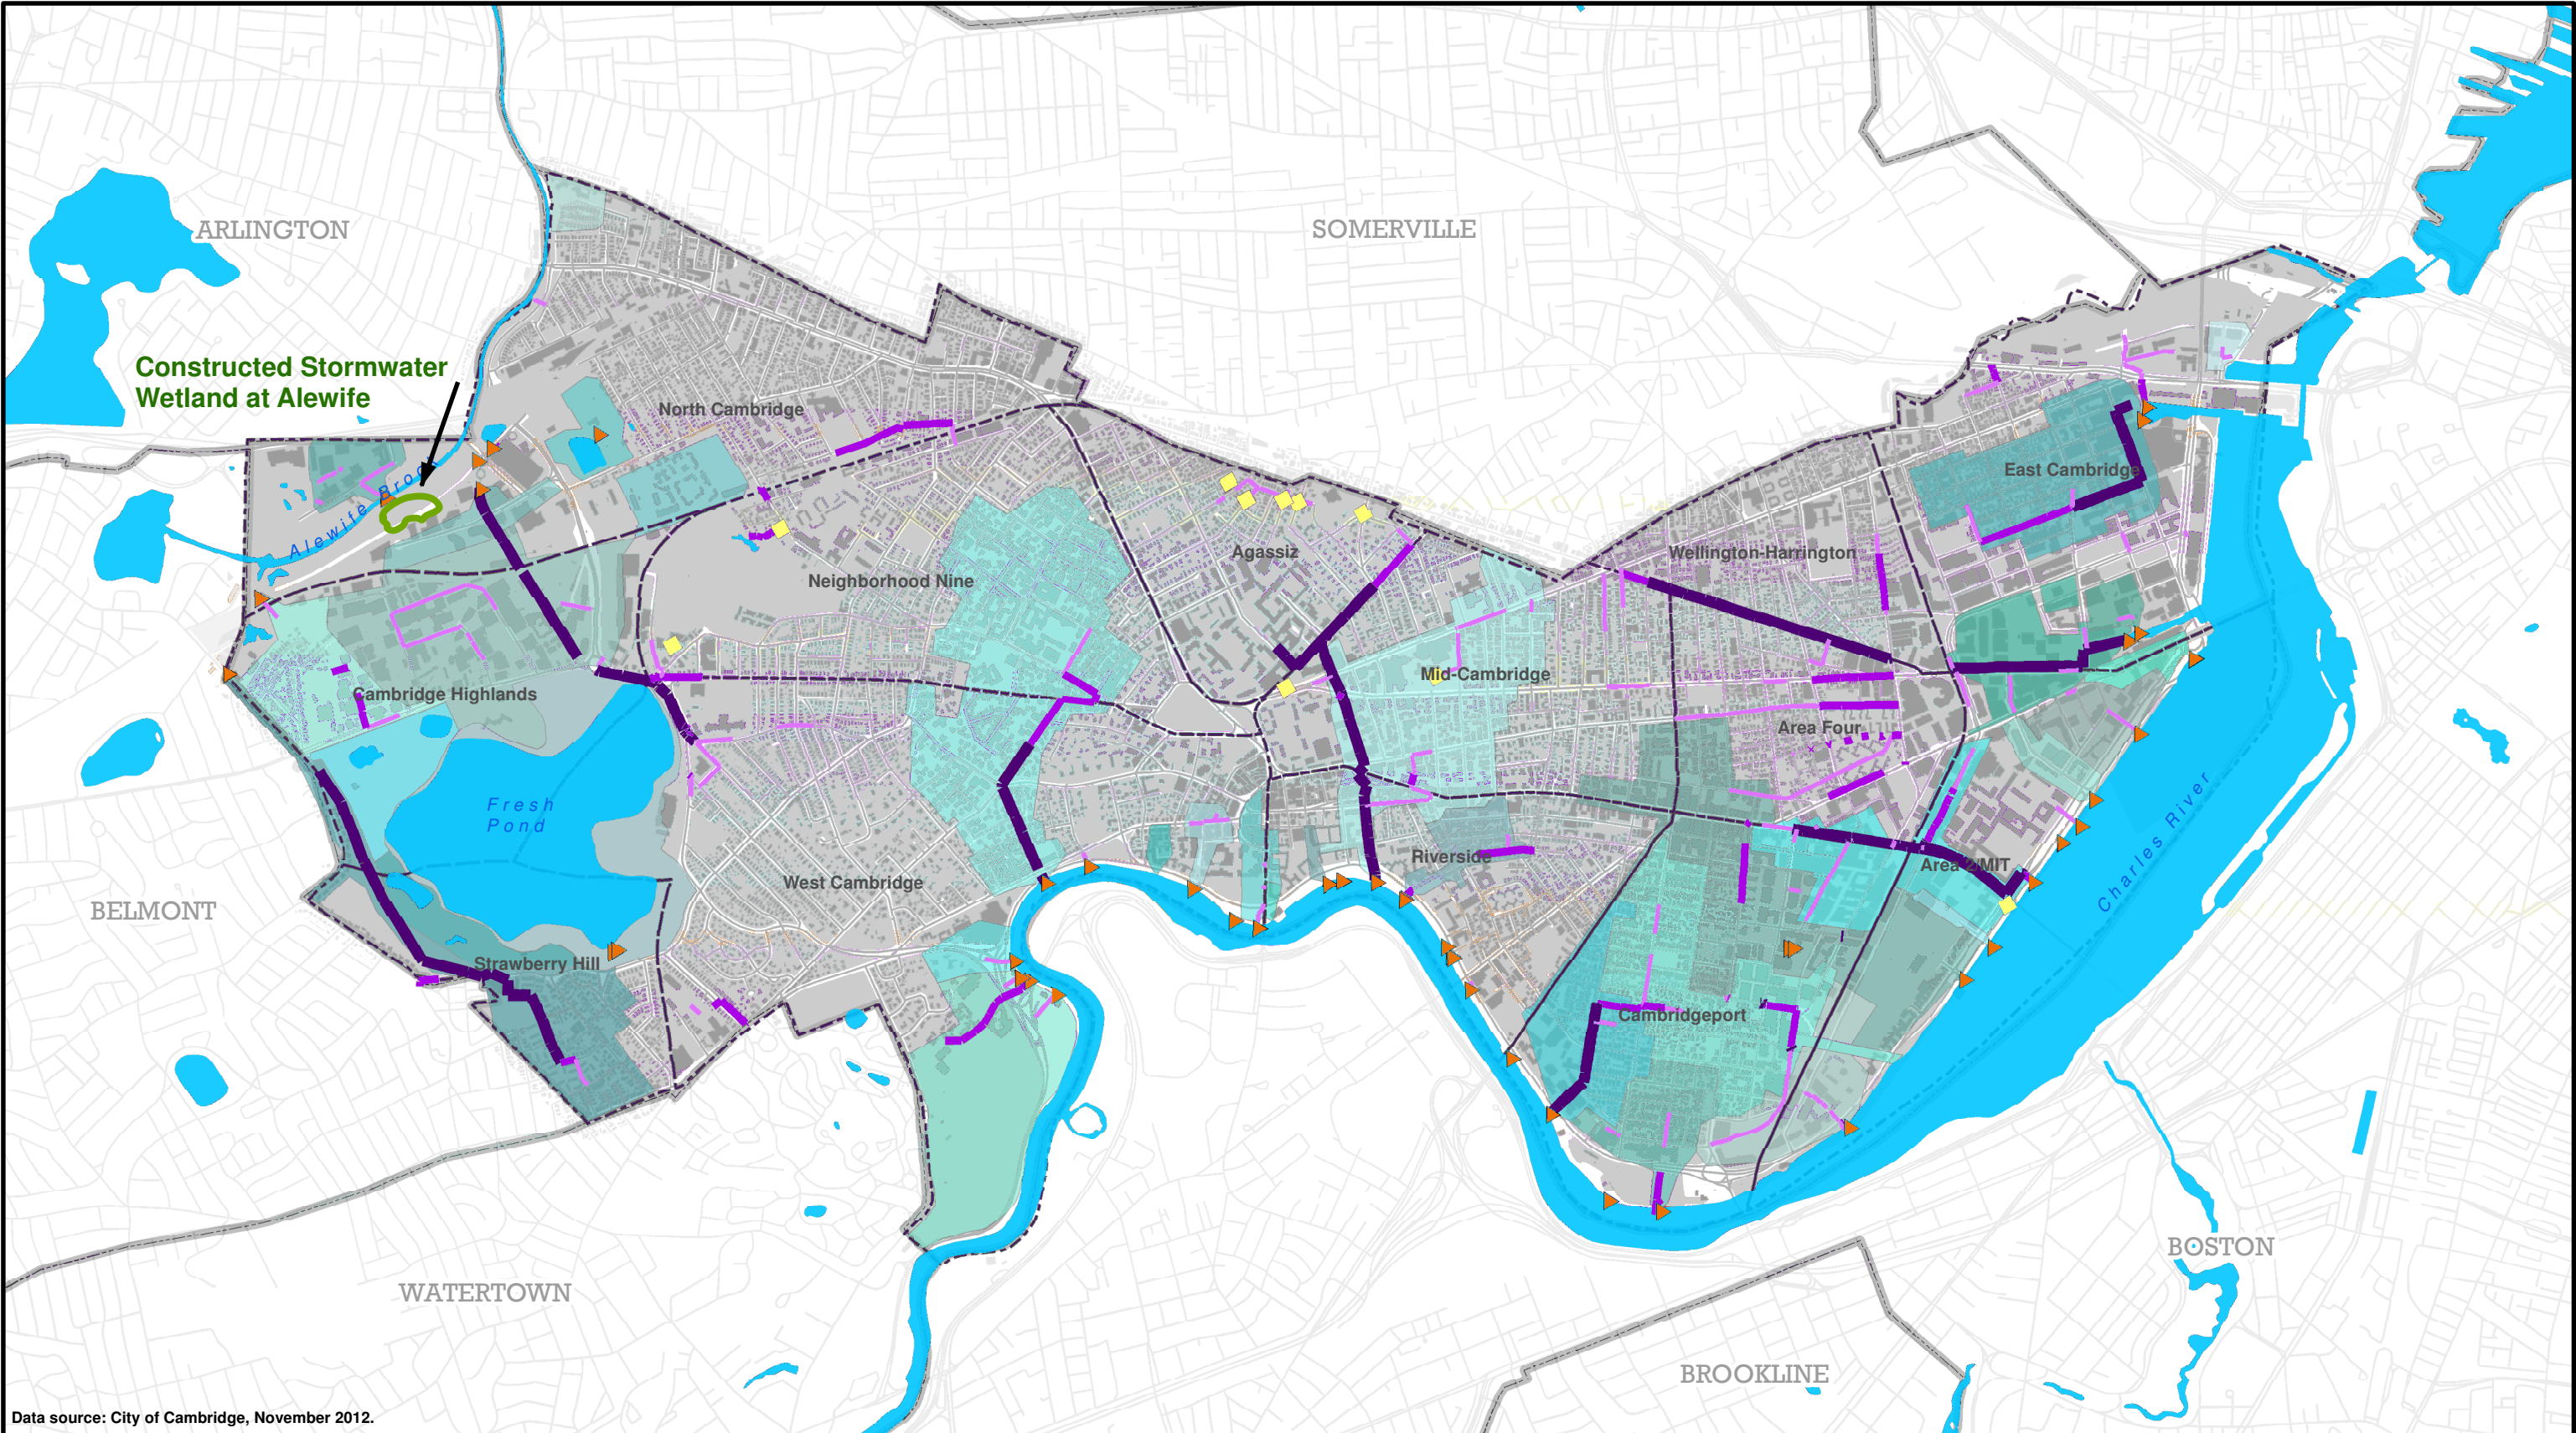 ARLINGTON
SOMERVILLE
Constructed Stormwater
Wetland at Alewife
North Cambridge
East Cambridge
Alewife Brook
Agassiz
Wellington-Harrington
Neighborhood Nine
Mid-Cambridge
Cambridge Highlands
Area Four
Fresh
Pond
Charles River
Riverside
Area 2/MIT
West Cambridge
BELMONT
Strawberry Hill
Cambridgeport
BOSTON
WATERTOWN
BROOKLINE
Data source: City of Cambridge, November 2012.